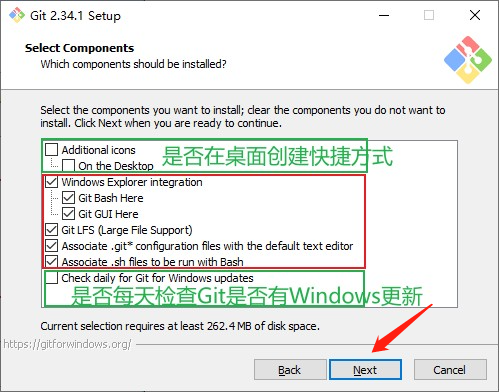 Git 2.34.1 Setup
Select Components
Which components should be installed?
Select the components you want to install; clear the components you do not want to
install. Click Next when you are ready to continue.
Additional icons
On the Desktop
是否在桌面创建快捷方式
Windows Explorer integration
Git Bash Here
Git GUI Here
Git LFS (Large File Support)
Associate .git* configuration files with the default text editor
Associate .sh files to be run with Bash
Check daily for Git for Windows updates
是否每天检查Git是否有Windows更新
Current selection requires at least 262.4 MB of disk space.
https://gitforwindows.org/
Back
Next
Cancel